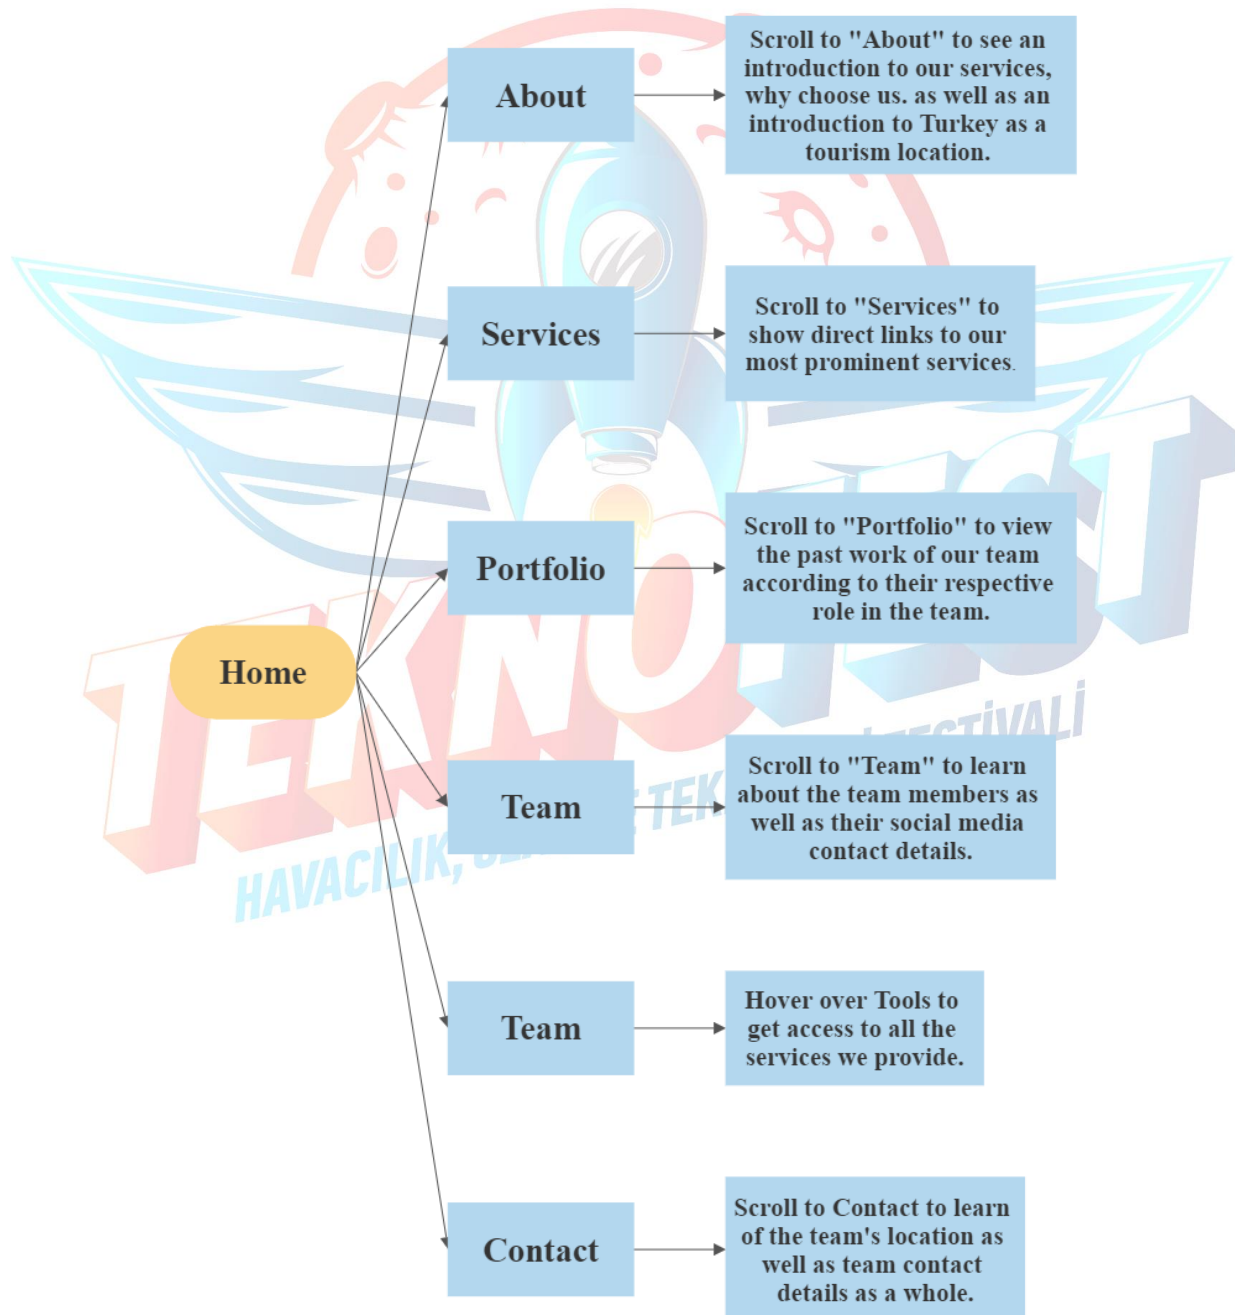 About
Scroll to "About" to see an
introduction to our services,
why choose us. as well as an
introduction to Turkey as a
tourism location.
Services
Scroll to "Services" to
show direct links to our
most prominent services.
Portfolio
Scroll to "Portfolio" to view
the past work of our team
according to their respective
role in the team.
Home
Team
Scroll to "Team" to learn
about the team members as
well as their social media
contact details.
Team
Hover over Tools to
get access to all the
services we provide.
Contact
Scroll to Contact to learn
of the team's location as
well as team contact
details as a whole.
TEKNOFEST
HAVACILIK,